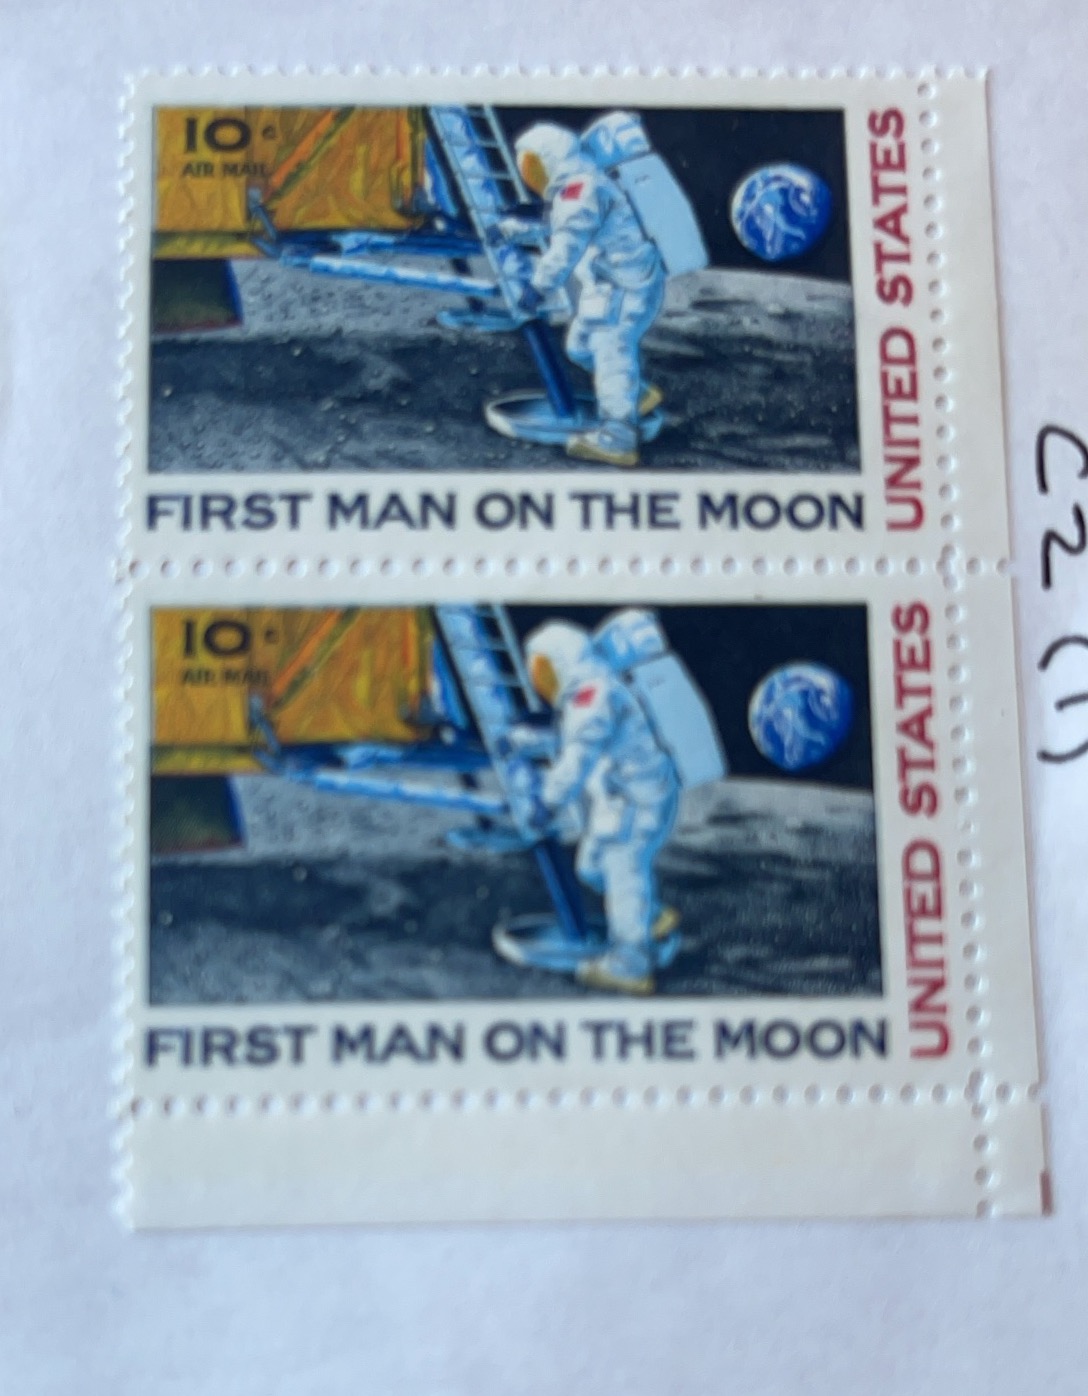 10¢
AIR MAIL
UNITED STATES
FIRST MAN ON THE MOON
10¢
AIR MAIL
UNITED STATES
FIRST MAN ON THE MOON